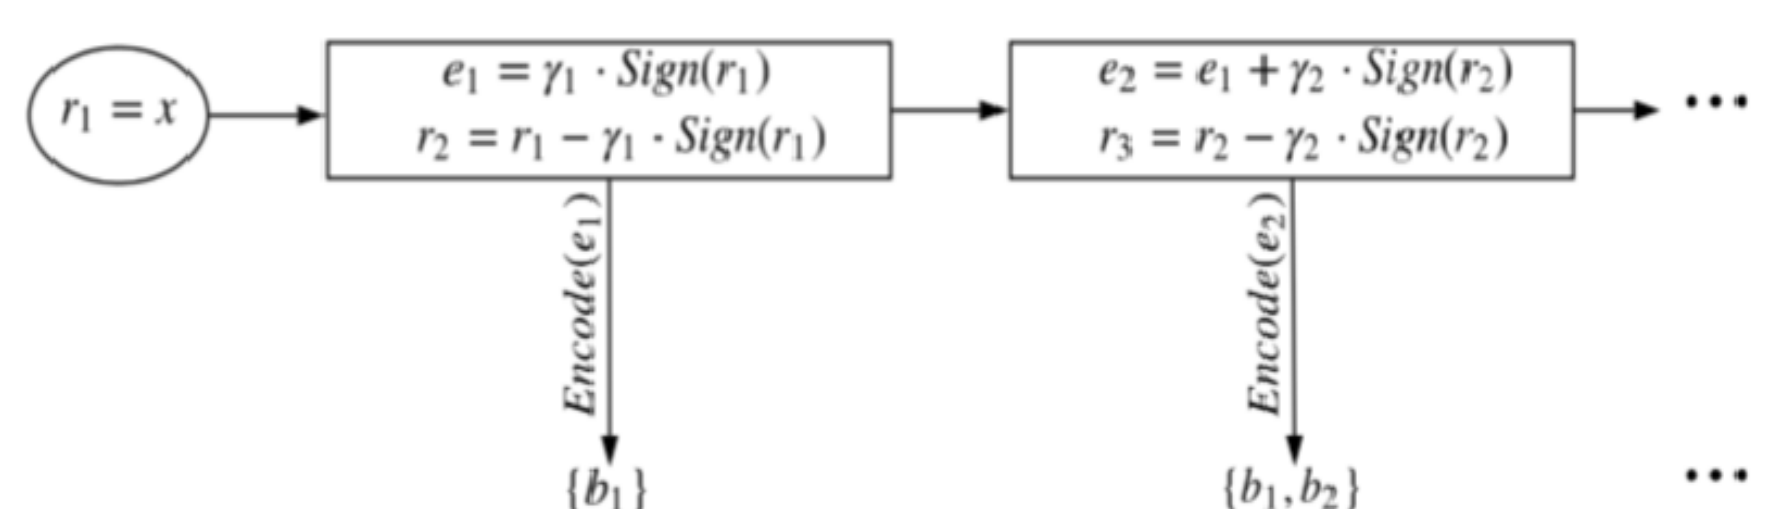 r₁ = x
e₁ = γ₁ · Sign(r₁)
r₂ = r₁ − γ₁ · Sign(r₁)
e₂ = e₁ + γ₂ · Sign(r₂)
r₃ = r₂ − γ₂ · Sign(r₂)
•••
Encode(e₁)
Encode(e₂)
{b₁}
{b₁, b₂}
•••